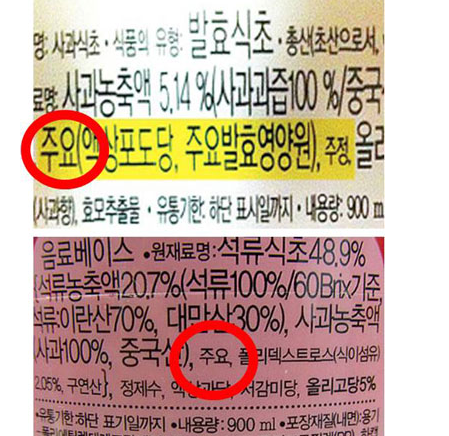 명: 사과식초 • 식품의 유형: 발효식초 • 총산(초산으로서,
료명: 사과농축액 5.14 %(사과과즙100 %/중국
주요(액상포도당, 주요발효영양원), 주정, 올리
(사과향), 효모추출물 • 유통기한: 하단 표시일까지 • 내용량: 900 m
음료베이스 •원재료명:석류식초48.9%
{석류농축액20.7%(석류100%/60Brix기준,
석류:이란산70%, 대만산30%), 사과농축액
사과100%, 중국산), 주요, 폴리덱스트로스(식이섬유)
2.05%, 구연산}, 정제수, 액상과당, 서감미당, 올리고당5%
•유통기한:하단 표기일까지 •내용량:900 ml •포장재질(내면):용기